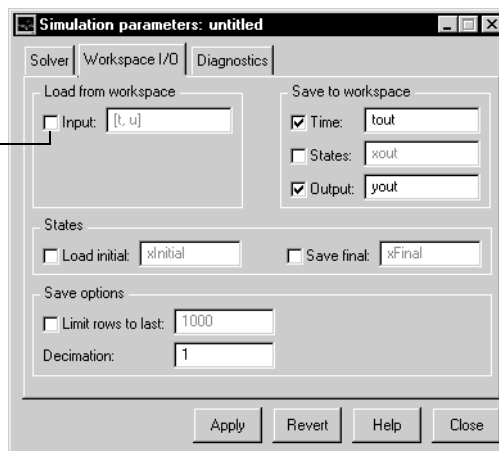 Simulation parameters: untitled
Solver Workspace I/O Diagnostics
Load from workspace
Input: [t, u]
Save to workspace
Time: tout
States: xout
Output: yout
States
Load initial: xInitial
Save final: xFinal
Save options
Limit rows to last: 1000
Decimation: 1
Apply Revert Help Close